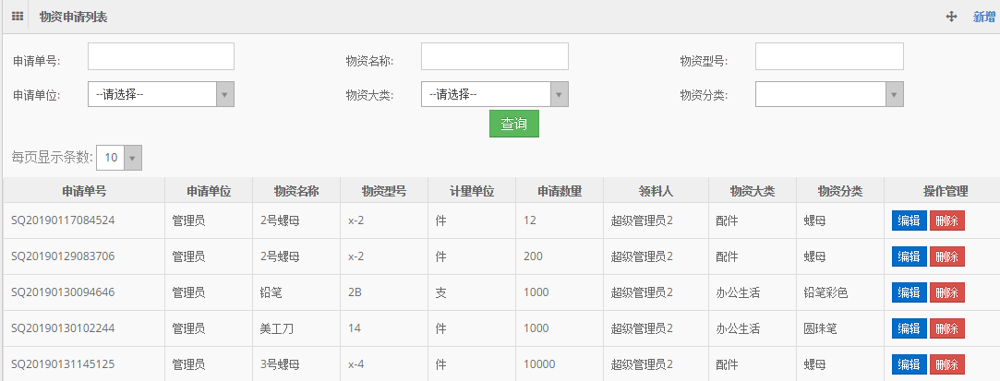 物资申请列表 新增
申请单号: 物资名称: 物资型号:
申请单位: --请选择-- 物资大类: --请选择-- 物资分类:
查询
每页显示条数: 10
申请单号 申请单位 物资名称 物资型号 计量单位 申请数量 领料人 物资大类 物资分类 操作管理
SQ20190117084524 管理员 2号螺母 x-2 件 12 超级管理员2 配件 螺母 编辑 删除
SQ20190129083706 管理员 2号螺母 x-2 件 200 超级管理员2 配件 螺母 编辑 删除
SQ20190130094646 管理员 铅笔 2B 支 1000 超级管理员2 办公生活 铅笔彩色 编辑 删除
SQ20190130102244 管理员 美工刀 14 件 1000 超级管理员2 办公生活 圆珠笔 编辑 删除
SQ20190131145125 管理员 3号螺母 x-4 件 10000 超级管理员2 配件 螺母 编辑 删除